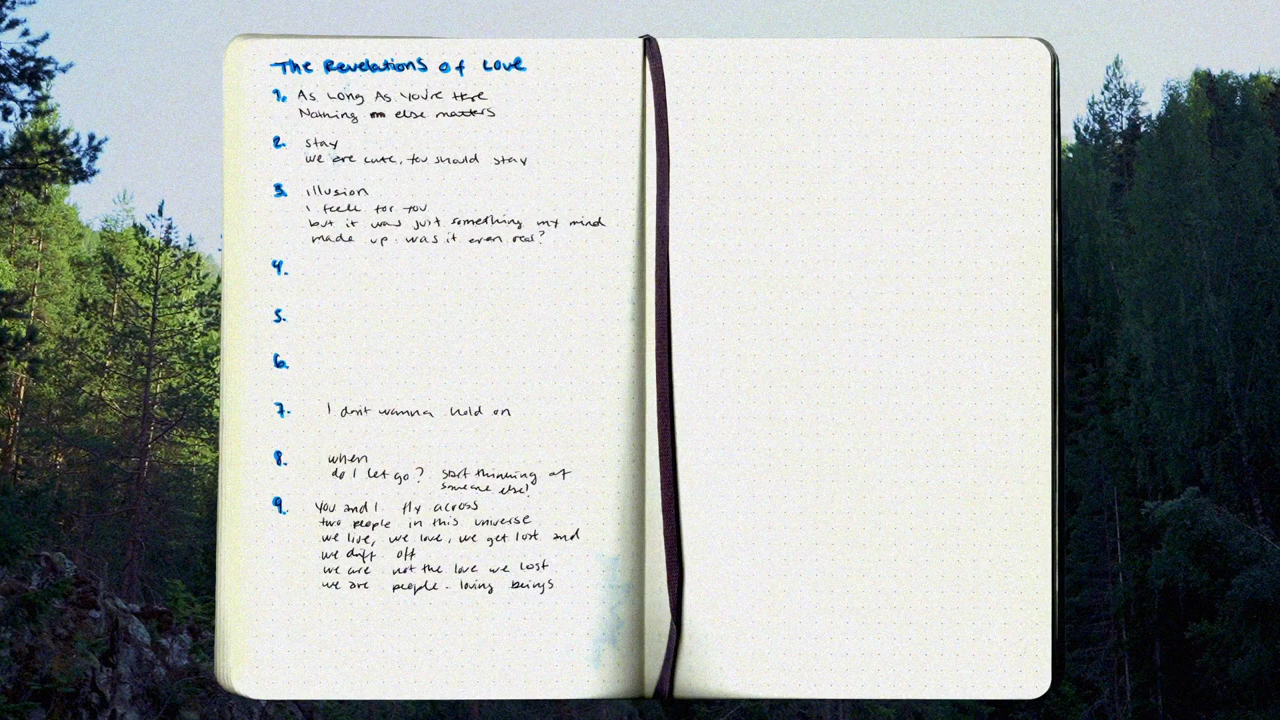 The Revelations of Love
1. As Long As You're Here
Nothing else matters
2. stay
we are cute, you should stay
3. illusion
I feell for you
but it was just something my mind
made up. was it even real?
4.
5.
6.
7. I don't wanna hold on
8. when
do I let go? start thinking of
someone else!
9. You and I fly across
two people in this universe
we live, we love, we get lost and
we drift off
we are not the love we lost
we are people - loving beings